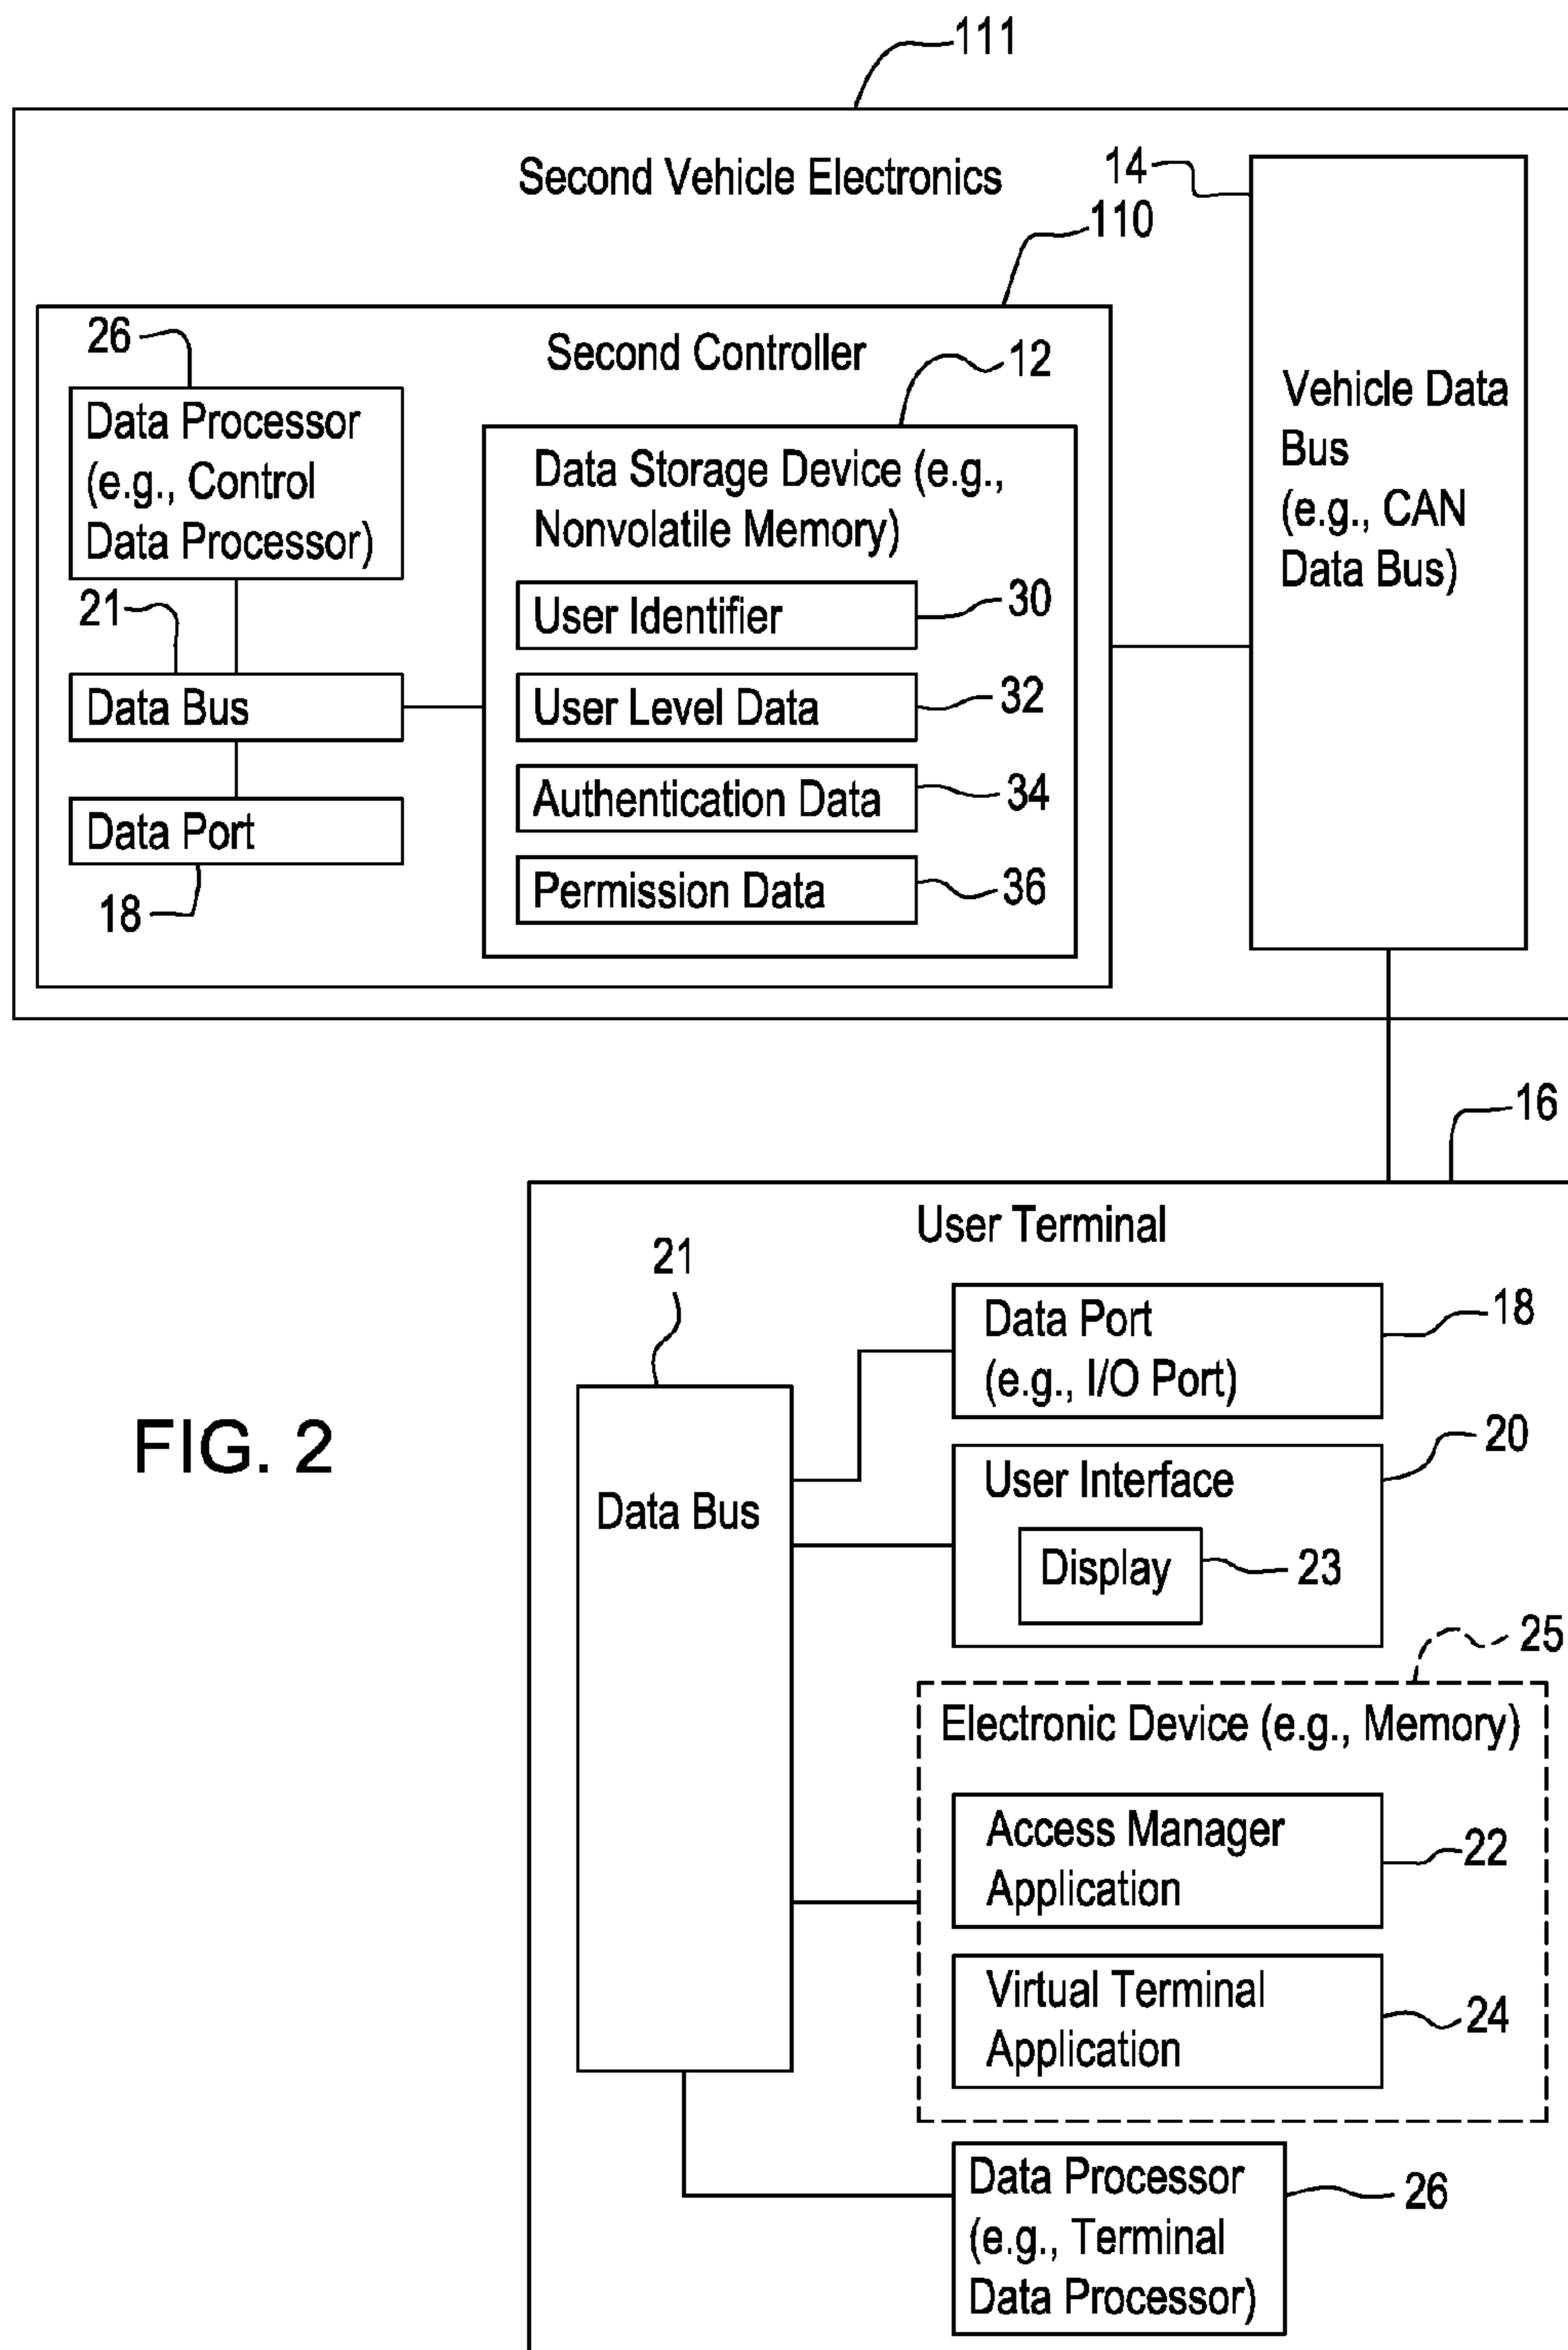 111
Second Vehicle Electronics
14
110
26
Second Controller
12
Data Processor
(e.g., Control
Data Processor)
Data Storage Device (e.g.,
Nonvolatile Memory)
Vehicle Data
Bus
(e.g., CAN
Data Bus)
21
User Identifier
30
Data Bus
User Level Data
32
Authentication Data
34
Data Port
Permission Data
36
18
16
User Terminal
21
Data Port
(e.g., I/O Port)
18
FIG. 2
Data Bus
User Interface
20
Display
23
25
Electronic Device (e.g., Memory)
Access Manager
Application
22
Virtual Terminal
Application
24
Data Processor
(e.g., Terminal
Data Processor)
26